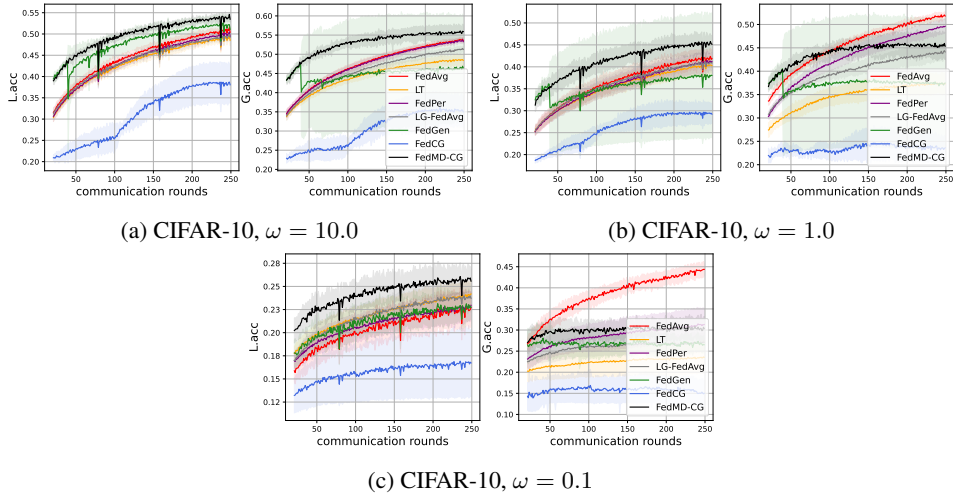 0.55
0.50
0.45
0.40
0.35
0.30
0.25
0.20
L.acc
50 100 150 200 250
communication rounds
0.60
0.55
0.50
0.45
0.40
0.35
0.30
0.25
0.20
G.acc
FedAvg
LT
FedPer
LG-FedAvg
FedGen
FedCG
FedMD-CG
50 100 150 200 250
communication rounds
(a) CIFAR-10, ω = 10.0
0.50
0.45
0.40
0.35
0.30
0.25
0.20
L.acc
50 100 150 200 250
communication rounds
0.50
0.45
0.40
0.35
0.30
0.25
0.20
G.acc
FedAvg
LT
FedPer
LG-FedAvg
FedGen
FedCG
FedMD-CG
50 100 150 200 250
communication rounds
(b) CIFAR-10, ω = 1.0
0.28
0.25
0.23
0.20
0.18
0.15
0.12
L.acc
50 100 150 200 250
communication rounds
0.45
0.40
0.35
0.30
0.25
0.20
0.15
0.10
G.acc
FedAvg
LT
FedPer
LG-FedAvg
FedGen
FedCG
FedMD-CG
50 100 150 200 250
communication rounds
(c) CIFAR-10, ω = 0.1